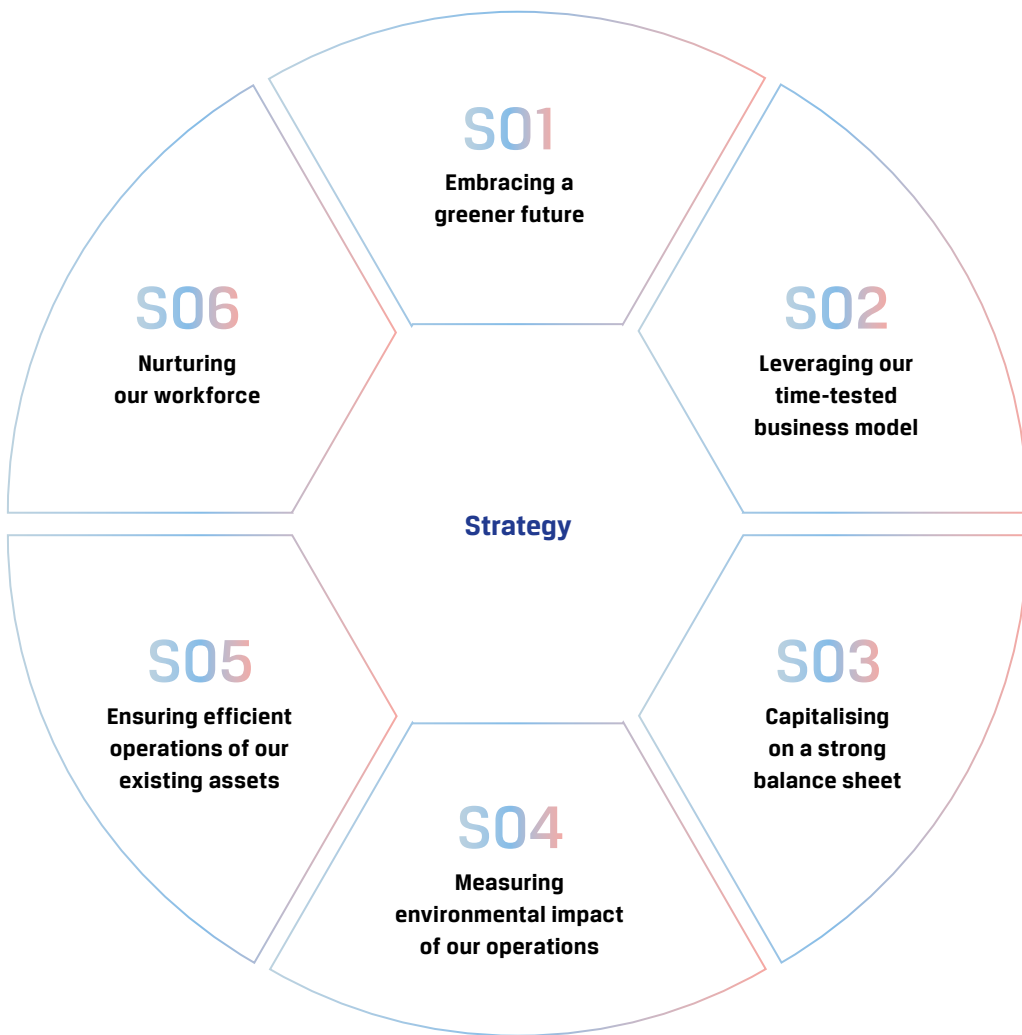 SO1
Embracing a
greener future
SO2
Leveraging our
time-tested
business model
SO3
Capitalising
on a strong
balance sheet
SO4
Measuring
environmental impact
of our operations
SO5
Ensuring efficient
operations of our
existing assets
SO6
Nurturing
our workforce
Strategy